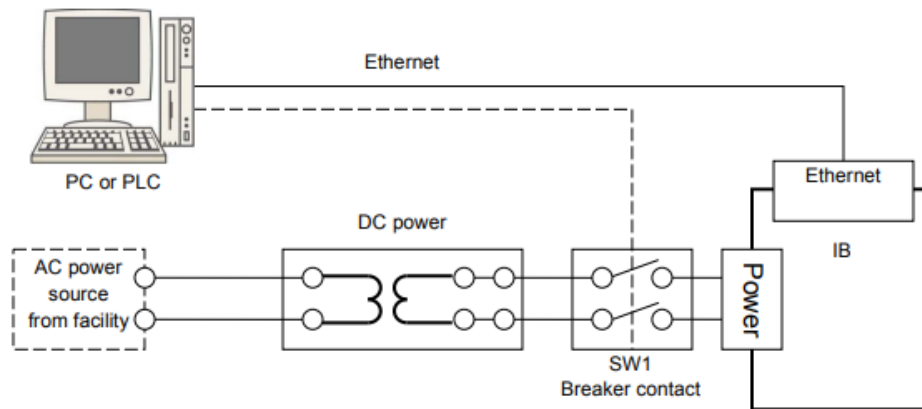 Ethernet
PC or PLC
Ethernet
IB
DC power
AC power
source
from facility
Power
SW1
Breaker contact